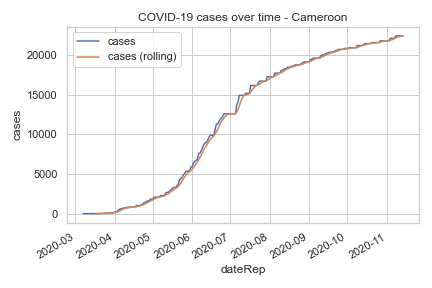 COVID-19 cases over time - Cameroon
cases
cases (rolling)
20000
15000
10000
5000
0
cases
2020-03
2020-04
2020-05
2020-06
2020-07
2020-08
2020-09
2020-10
2020-11
dateRep